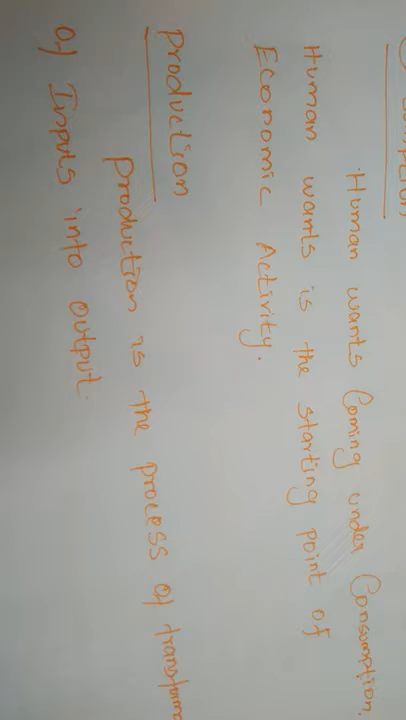 Human wants Coming under Consumption.
Human wants is the starting point of
Economic Activity.
Production
Production is the process of transforma
of Inputs into output.